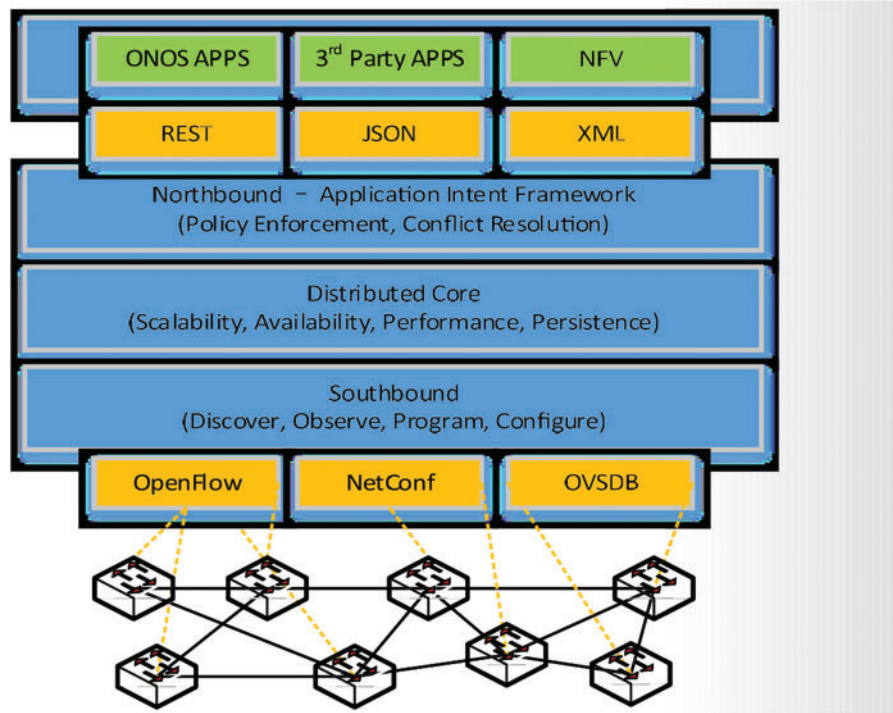 ONOS APPS
3rd Party APPS
NFV
REST
JSON
XML
Northbound – Application Intent Framework
(Policy Enforcement, Conflict Resolution)
Distributed Core
(Scalability, Availability, Performance, Persistence)
Southbound
(Discover, Observe, Program, Configure)
OpenFlow
NetConf
OVSDB